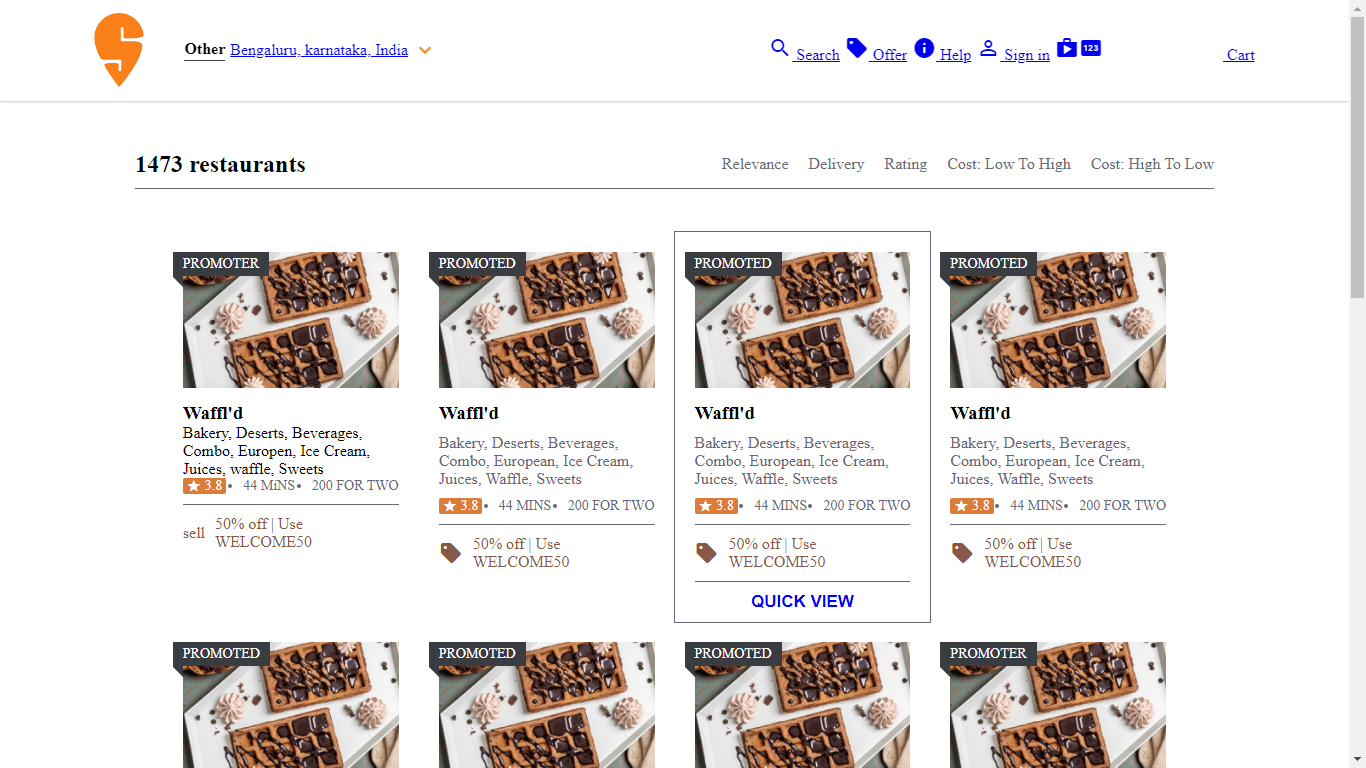 Other Bengaluru, karnataka, India Search Offer Help Sign in 123 Cart
1473 restaurants Relevance Delivery Rating Cost: Low To High Cost: High To Low
PROMOTER PROMOTED PROMOTED PROMOTED
Waffl'd
Bakery, Deserts, Beverages,
Combo, Europen, Ice Cream,
Juices, waffle, Sweets
3.8 • 44 MiNS • 200 FOR TWO
sell 50% off | Use
WELCOME50
Waffl'd
Bakery, Deserts, Beverages,
Combo, European, Ice Cream,
Juices, Waffle, Sweets
3.8 • 44 MINS • 200 FOR TWO
50% off | Use
WELCOME50
Waffl'd
Bakery, Deserts, Beverages,
Combo, European, Ice Cream,
Juices, Waffle, Sweets
3.8 • 44 MINS • 200 FOR TWO
50% off | Use
WELCOME50
QUICK VIEW
Waffl'd
Bakery, Deserts, Beverages,
Combo, European, Ice Cream,
Juices, Waffle, Sweets
3.8 • 44 MINS • 200 FOR TWO
50% off | Use
WELCOME50
PROMOTED PROMOTED PROMOTED PROMOTER